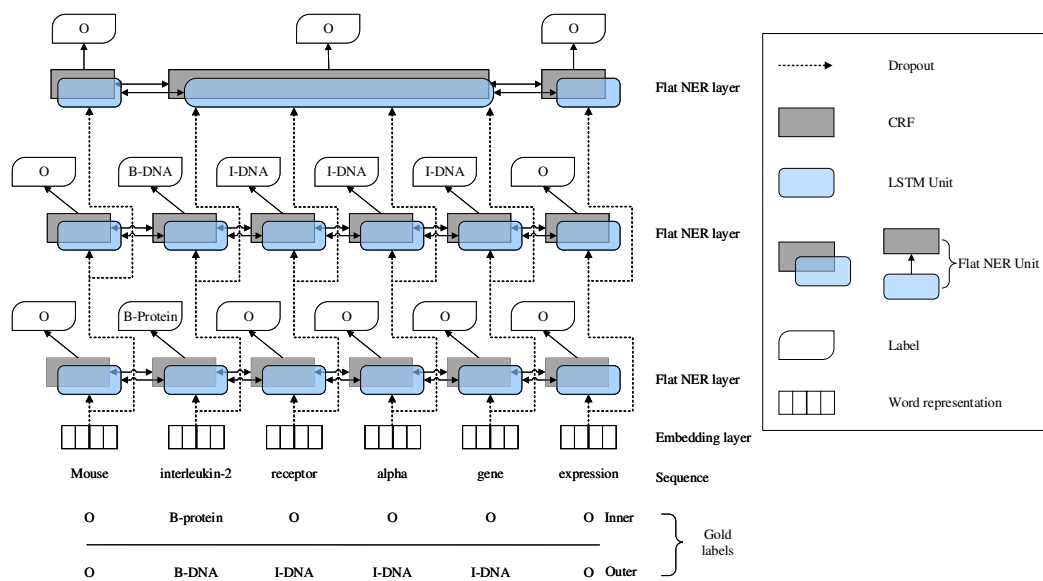 O O O
Flat NER layer
O B-DNA I-DNA I-DNA I-DNA O
Flat NER layer
O B-Protein O O O O
Flat NER layer
Embedding layer
Mouse interleukin-2 receptor alpha gene expression Sequence
O B-protein O O O O Inner
Gold
labels
O B-DNA I-DNA I-DNA I-DNA O Outer
Dropout
CRF
LSTM Unit
Flat NER Unit
Label
Word representation